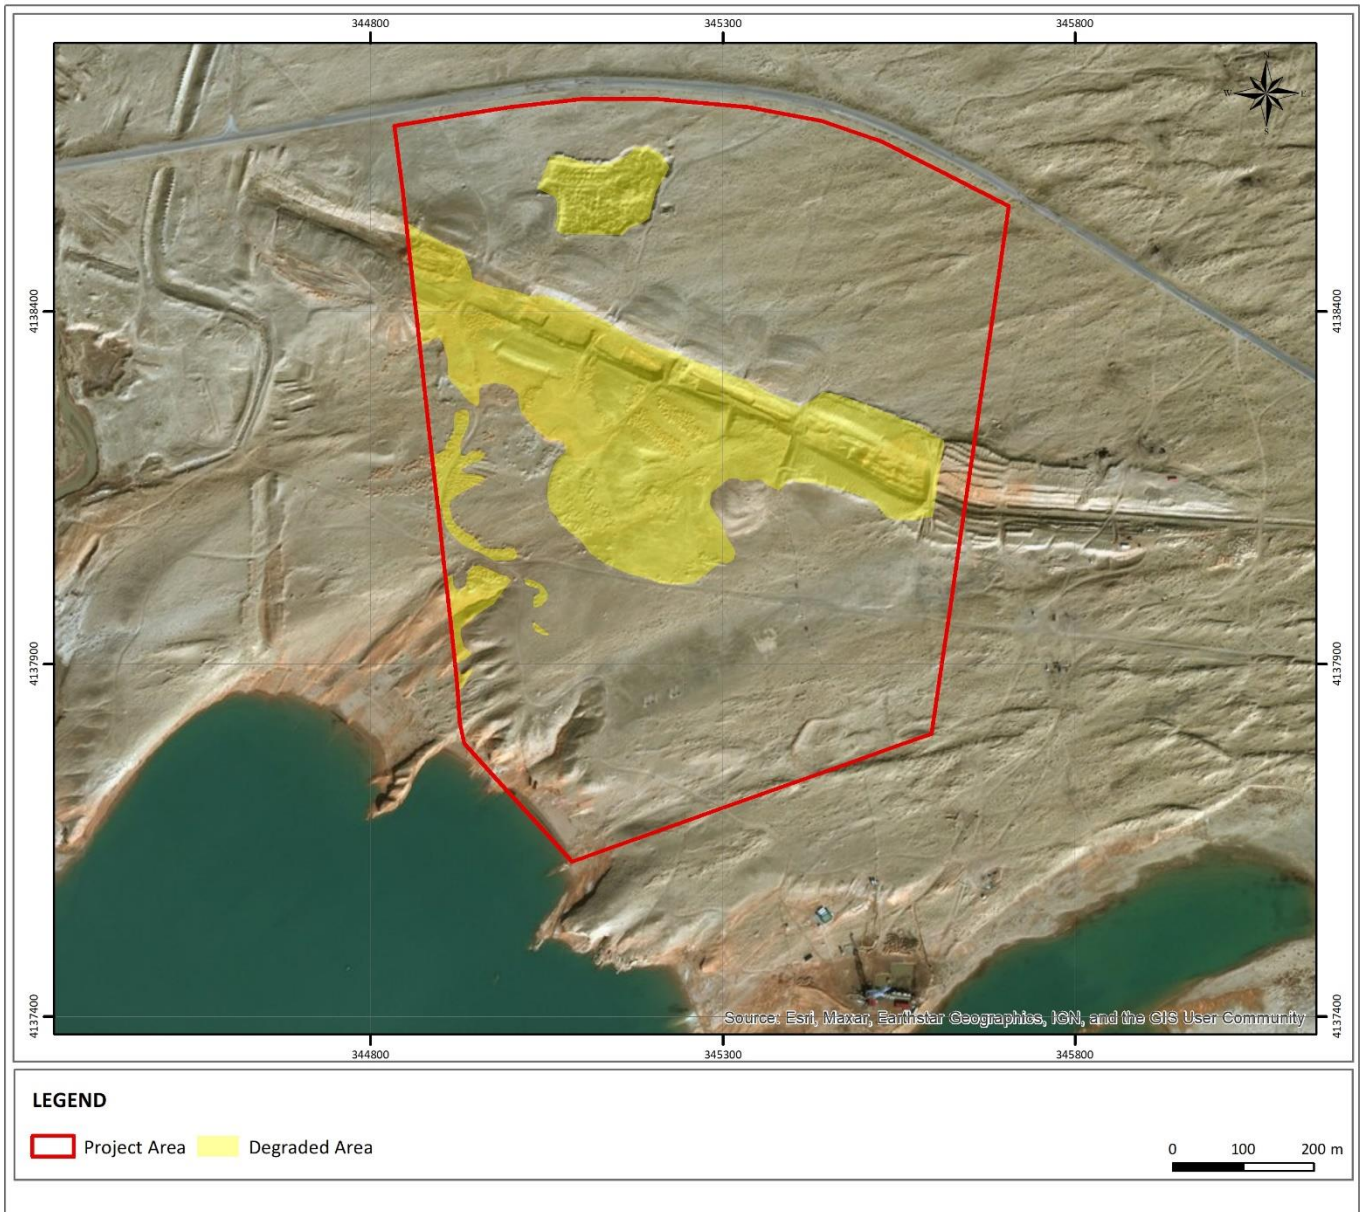 344800 345300 345800
N
W E
S
4138400 4138400
4137900 4137900
4137400 4137400
Source: Esri, Maxar, Earthstar Geographics, IGN, and the GIS User Community
344800 345300 345800
LEGEND
Project Area Degraded Area
0 100 200 m